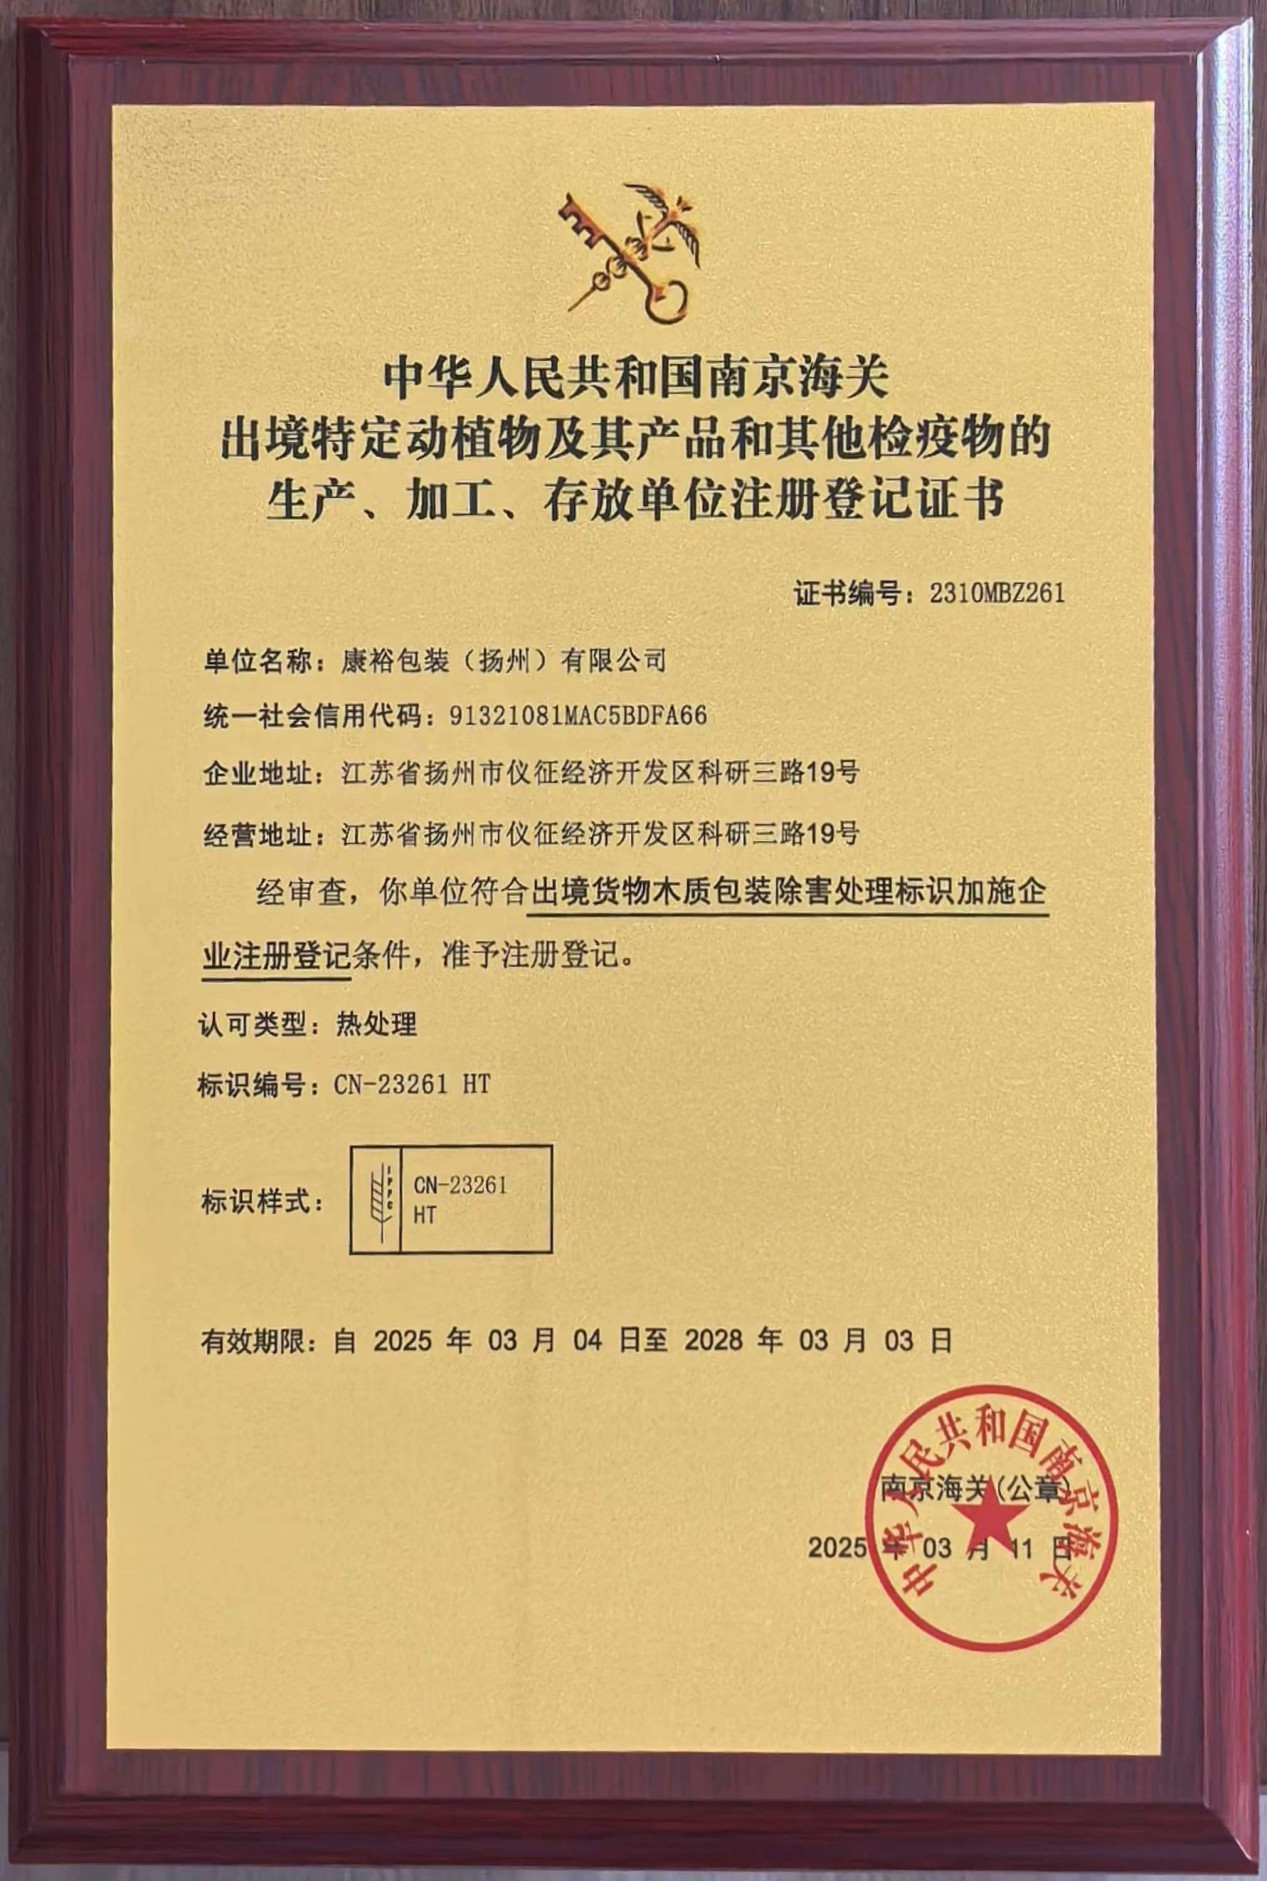 中华人民共和国南京海关
出境特定动植物及其产品和其他检疫物的
生产、加工、存放单位注册登记证书
证书编号：2310MBZ261
单位名称：康裕包装（扬州）有限公司
统一社会信用代码：91321081MAC5BDFA66
企业地址：江苏省扬州市仪征经济开发区科研三路19号
经营地址：江苏省扬州市仪征经济开发区科研三路19号
经审查，你单位符合出境货物木质包装除害处理标识加施企
业注册登记条件，准予注册登记。
认可类型：热处理
标识编号：CN-23261 HT
标识样式：
IPPC
CN-23261
HT
有效期限：自 2025 年 03 月 04 日至 2028 年 03 月 03 日
中华人民共和国南京海关
南京海关(公章)
2025 年 03 月 11 日